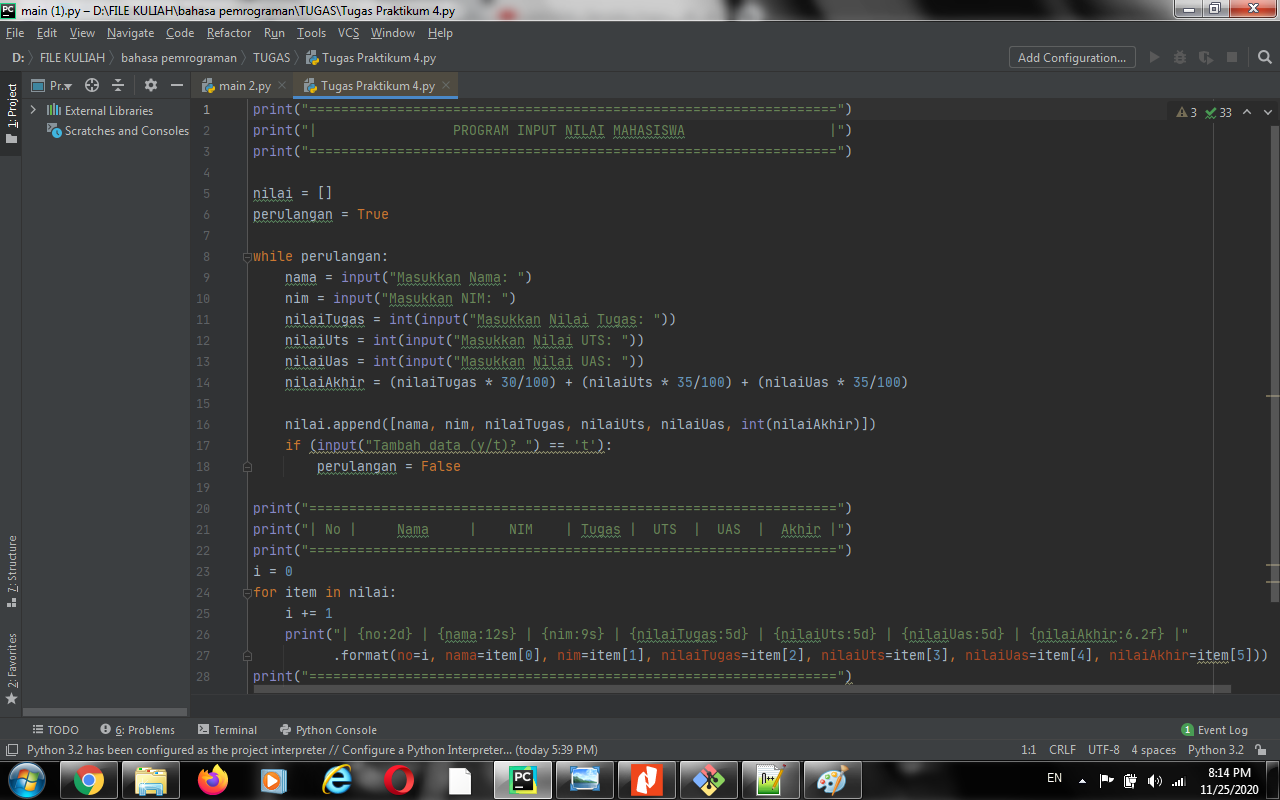 main (1).py – D:\FILE KULIAH\bahasa pemrograman\TUGAS\Tugas Praktikum 4.py
File Edit View Navigate Code Refactor Run Tools VCS Window Help
D: FILE KULIAH bahasa pemrograman TUGAS Tugas Praktikum 4.py Add Configuration...
1: Project
Pr.
main 2.py Tugas Praktikum 4.py
External Libraries
Scratches and Consoles
3 33
1 print("==================================================================")
2 print("|                 PROGRAM INPUT NILAI MAHASISWA                  |")
3 print("==================================================================")
4
5 nilai = []
6 perulangan = True
7
8 while perulangan:
9     nama = input("Masukkan Nama: ")
10     nim = input("Masukkan NIM: ")
11     nilaiTugas = int(input("Masukkan Nilai Tugas: "))
12     nilaiUts = int(input("Masukkan Nilai UTS: "))
13     nilaiUas = int(input("Masukkan Nilai UAS: "))
14     nilaiAkhir = (nilaiTugas * 30/100) + (nilaiUts * 35/100) + (nilaiUas * 35/100)
15
16     nilai.append([nama, nim, nilaiTugas, nilaiUts, nilaiUas, int(nilaiAkhir)])
17     if (input("Tambah data (y/t)? ") == 't'):
18         perulangan = False
19
20 print("==================================================================")
21 print("| No |     Nama     |    NIM    | Tugas |  UTS  |  UAS  |  Akhir |")
22 print("==================================================================")
23 i = 0
24 for item in nilai:
25     i += 1
26     print("| {no:2d} | {nama:12s} | {nim:9s} | {nilaiTugas:5d} | {nilaiUts:5d} | {nilaiUas:5d} | {nilaiAkhir:6.2f} |"
27           .format(no=i, nama=item[0], nim=item[1], nilaiTugas=item[2], nilaiUts=item[3], nilaiUas=item[4], nilaiAkhir=item[5]))
28 print("==================================================================")
7: Structure
2: Favorites
TODO 6: Problems Terminal Python Console 1 Event Log
Python 3.2 has been configured as the project interpreter // Configure a Python Interpreter... (today 5:39 PM) 1:1 CRLF UTF-8 4 spaces Python 3.2
EN 8:14 PM
11/25/2020